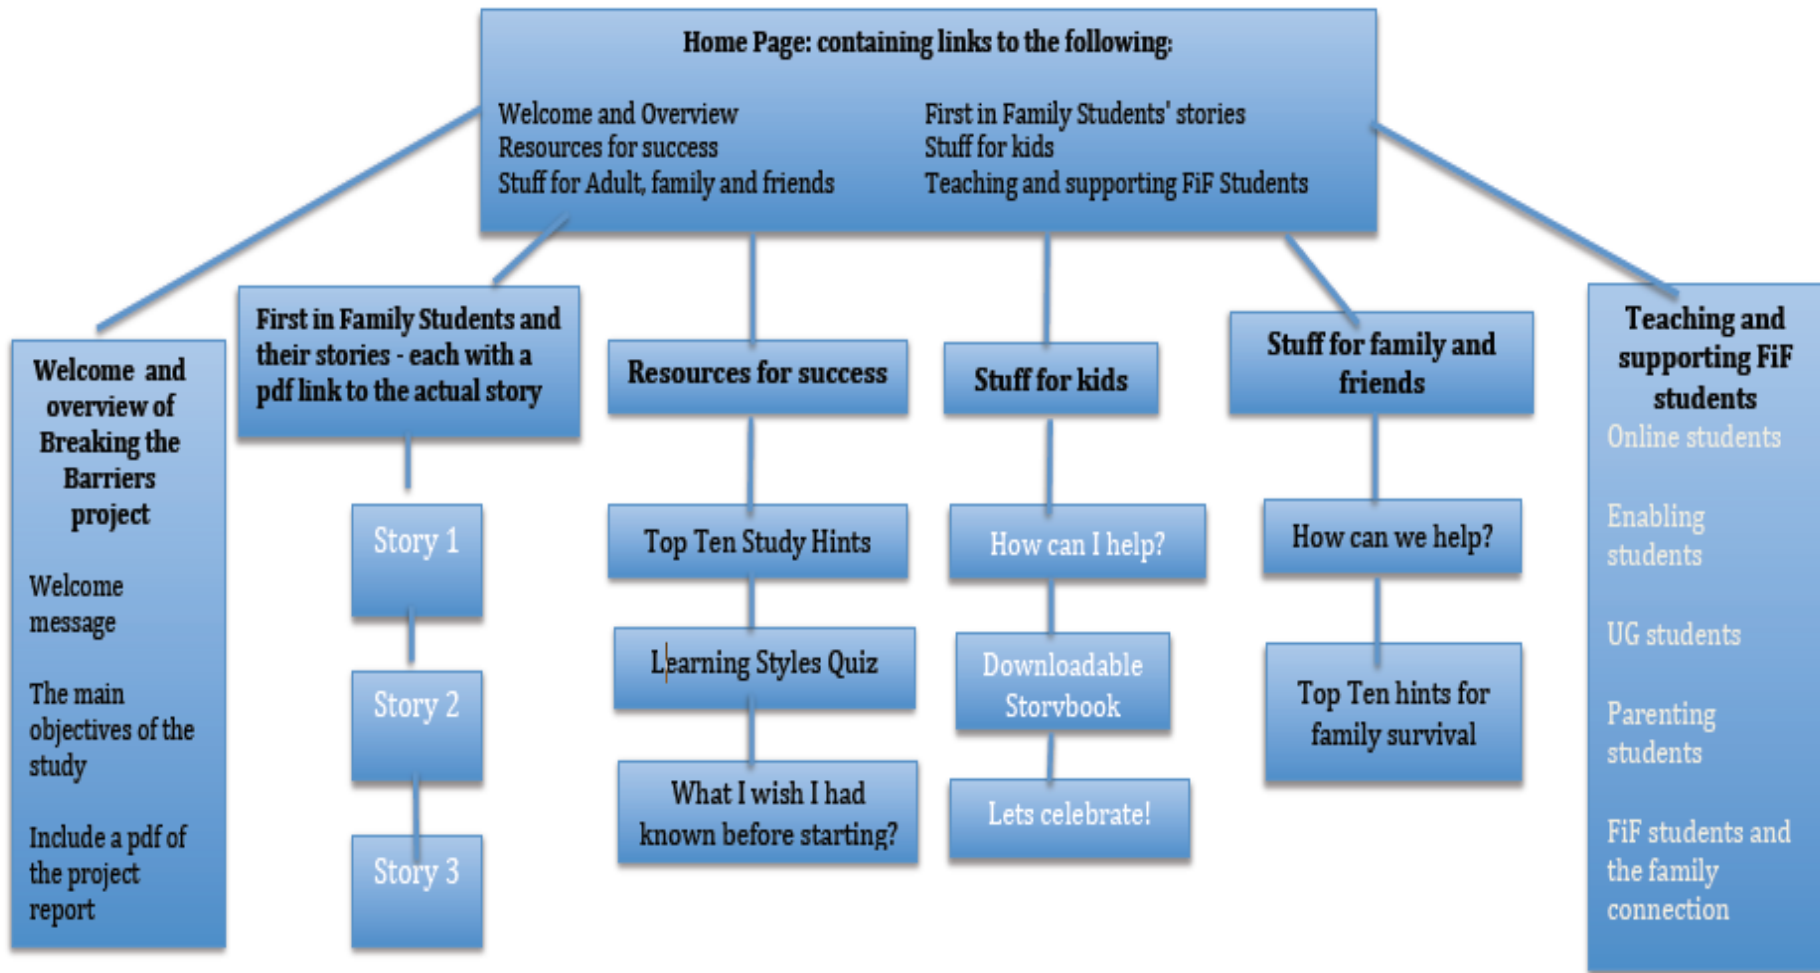 Home Page: containing links to the following:
Welcome and Overview
Resources for success
Stuff for Adult, family and friends
First in Family Students' stories
Stuff for kids
Teaching and supporting FiF Students
Welcome and
overview of
Breaking the
Barriers
project
Welcome
message
The main
objectives of the
study
Include a pdf of
the project
report
First in Family Students and
their stories - each with a
pdf link to the actual story
Story 1
Story 2
Story 3
Resources for success
Top Ten Study Hints
Learning Styles Quiz
What I wish I had
known before starting?
Stuff for kids
How can I help?
Downloadable
Storybook
Lets celebrate!
Stuff for family and
friends
How can we help?
Top Ten hints for
family survival
Teaching and
supporting FiF
students
Online students
Enabling
students
UG students
Parenting
students
FiF students and
the family
connection